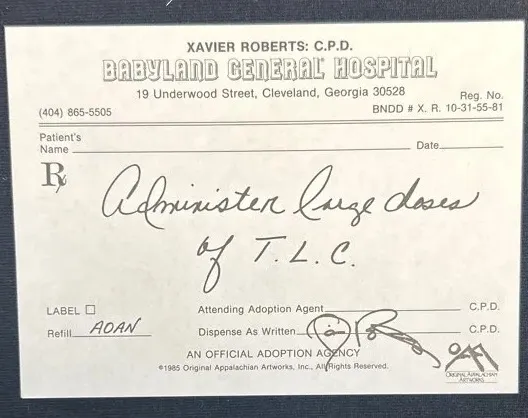 XAVIER ROBERTS: C.P.D.
BABYLAND GENERAL HOSPITAL
19 Underwood Street, Cleveland, Georgia 30528
(404) 865-5505
Reg. No.
BNDD # X. R. 10-31-55-81
Patient's
Name
Date
Rx
Administer large doses
of T. L. C.
LABEL
Attending Adoption Agent C.P.D.
Refill ADAN
Dispense As Written C.P.D.
AN OFFICIAL ADOPTION AGENCY
©1985 Original Appalachian Artworks, Inc., All Rights Reserved.
ORIGINAL APPALACHIAN
ARTWORKS